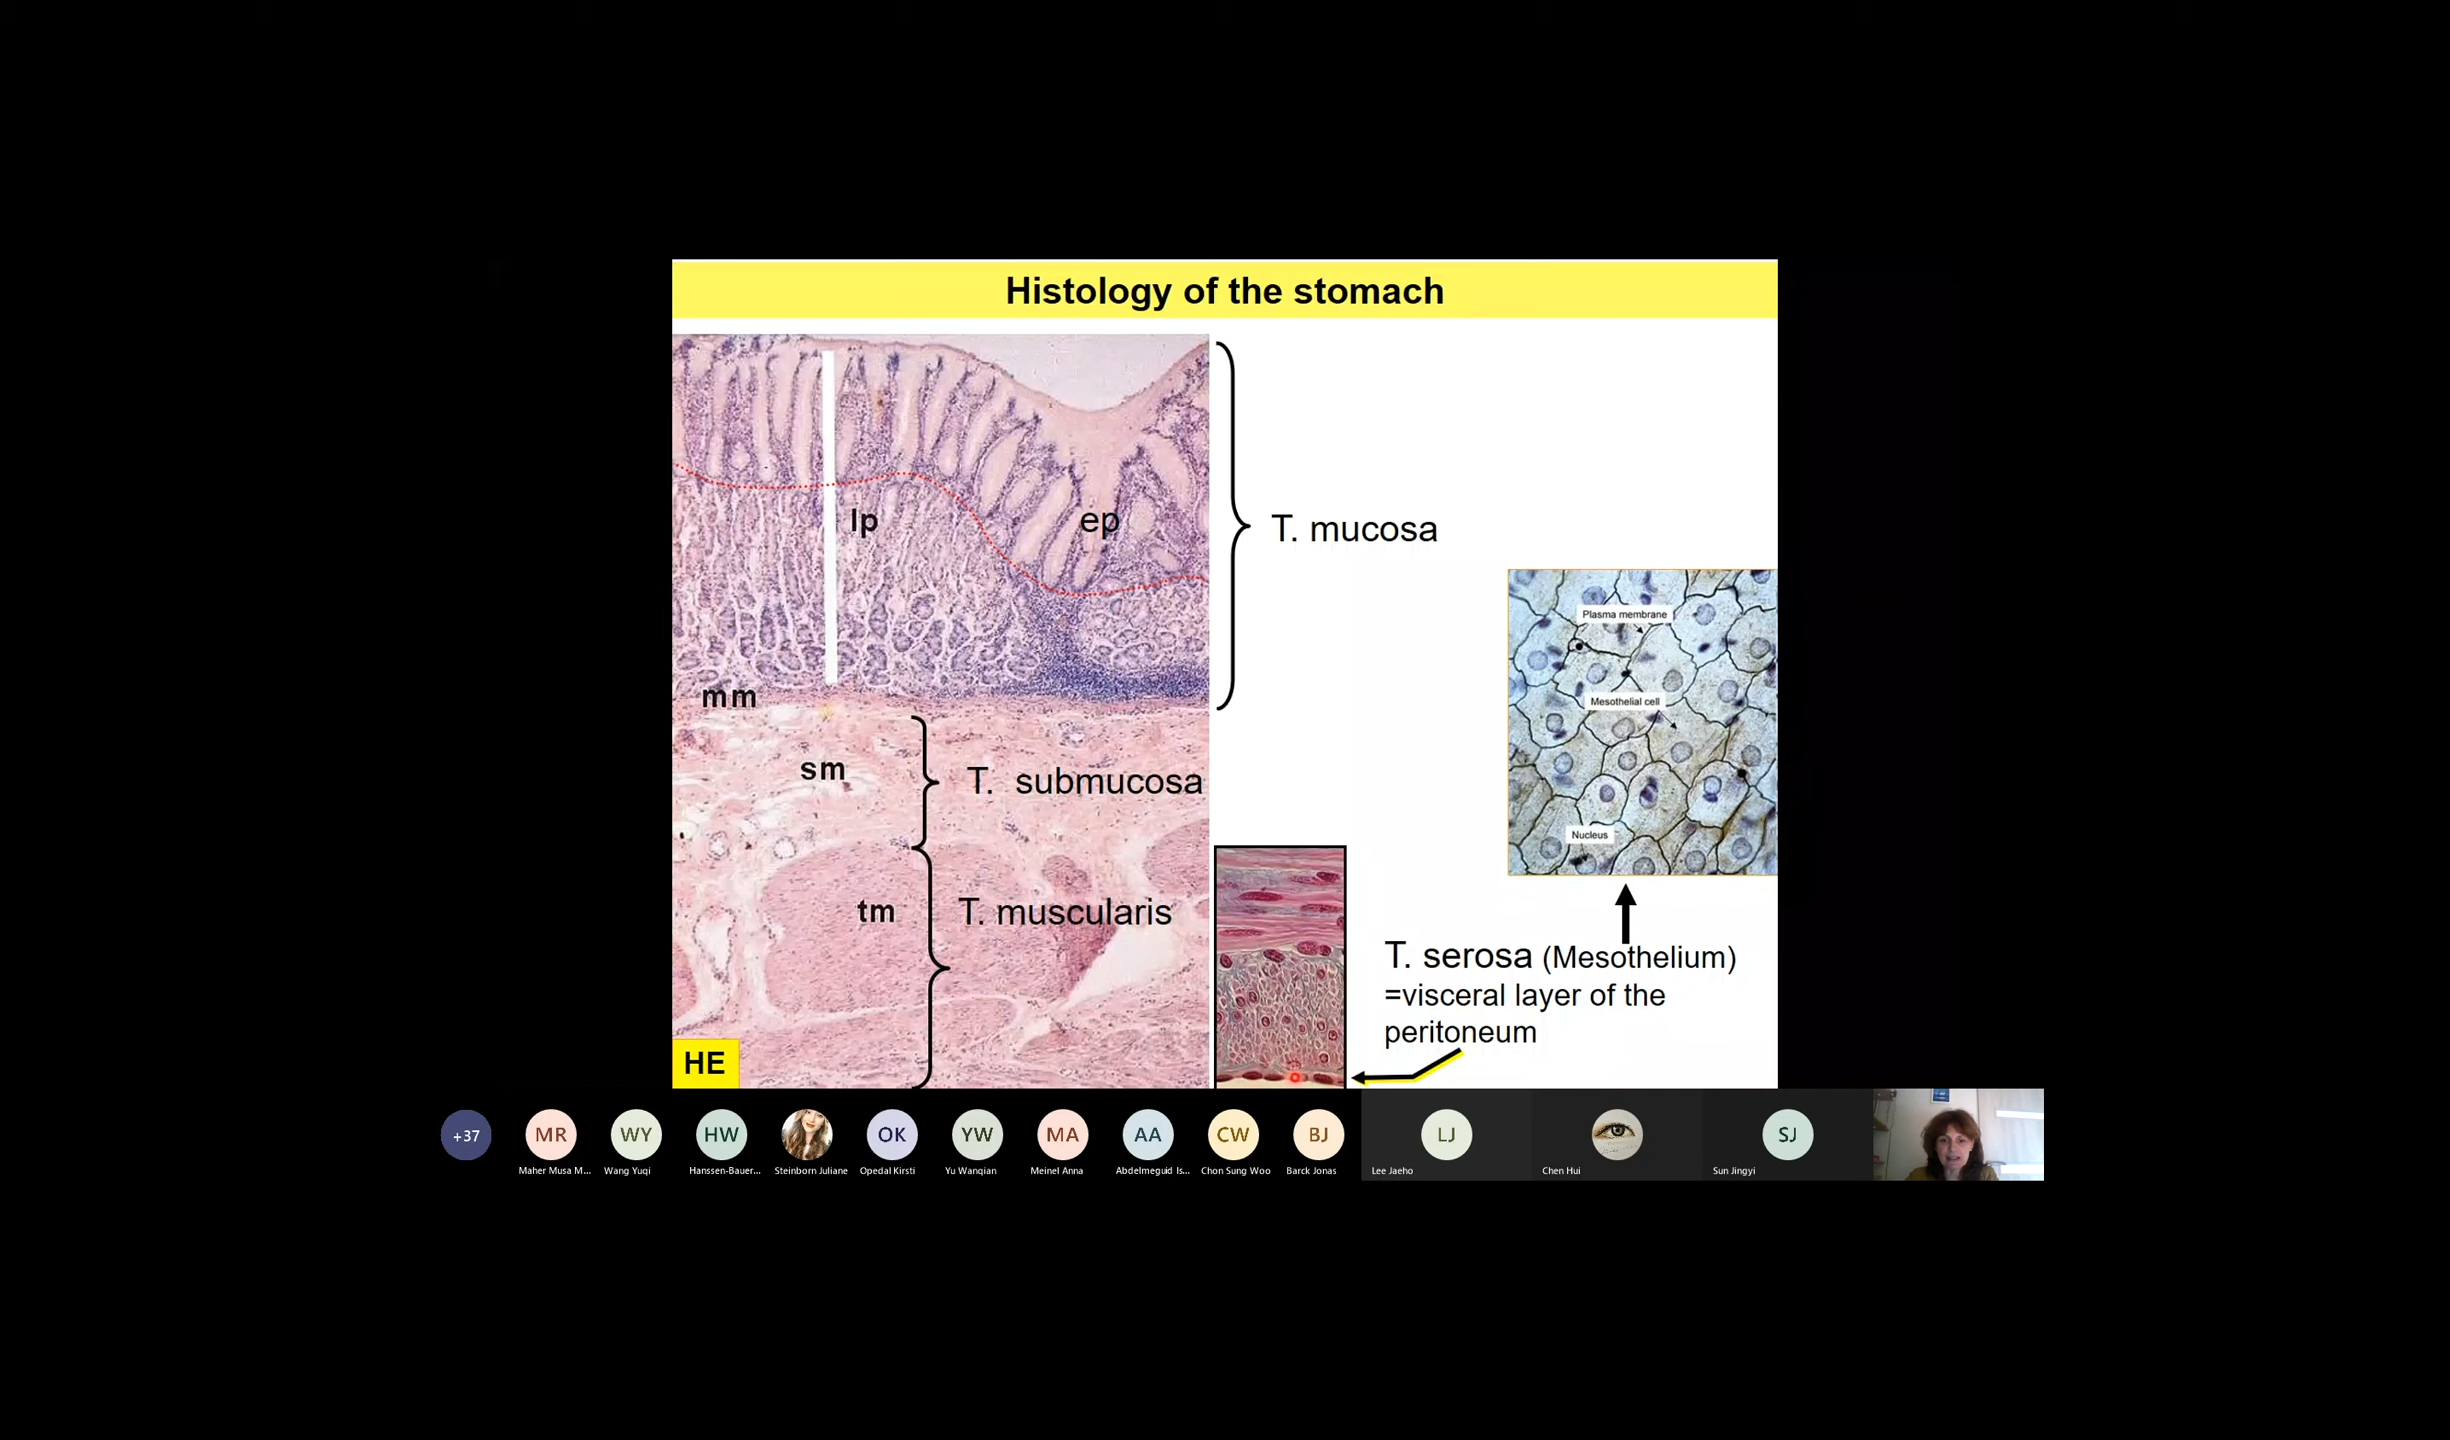 Histology of the stomach
lp
ep
T. mucosa
Plasma membrane
mm
Mesothelial cell
sm
T. submucosa
Nucleus
tm
T. muscularis
T. serosa (Mesothelium)
=visceral layer of the
peritoneum
HE
+37
MR
WY
HW
OK
YW
MA
AA
CW
BJ
LJ
SJ
Maher Musa M...
Wang Yuqi
Hanssen-Bauer...
Steinborn Juliane
Opedal Kirsti
Yu Wanqian
Meinel Anna
Abdelmeguid Is...
Chon Sung Woo
Barck Jonas
Lee Jaeho
Chen Hui
Sun Jingyi